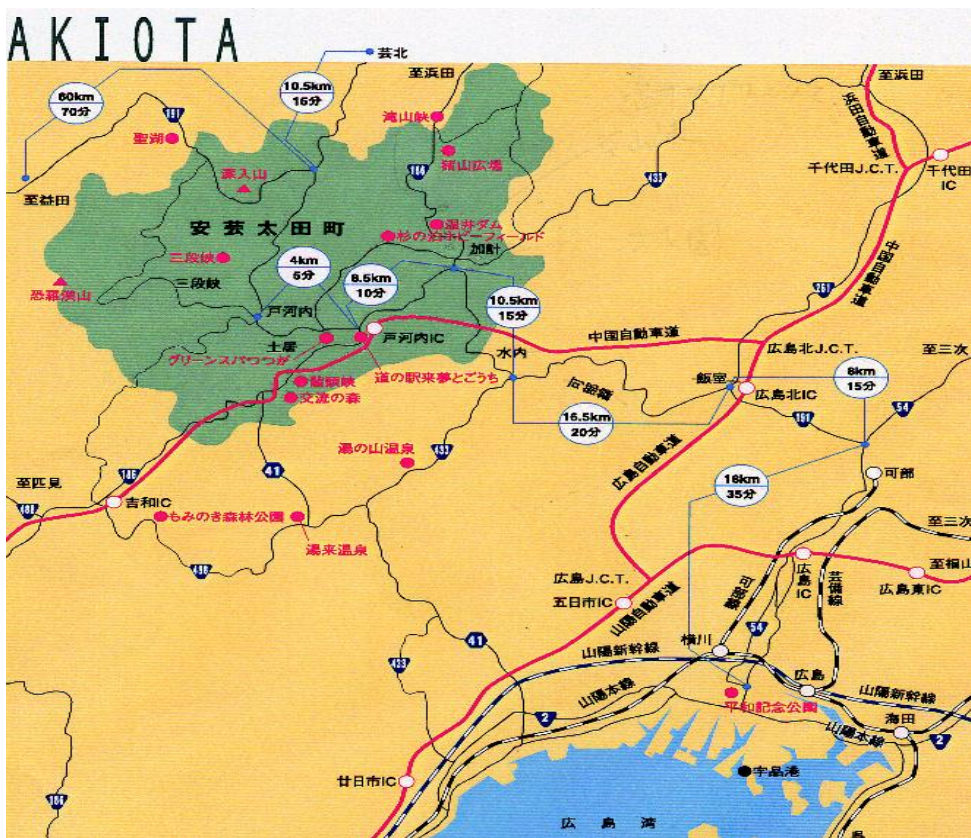 AKIOTA
芸北
至浜田
至浜田
60km
70分
10.5km
16分
191
聖湖
滝山峡
浜田自動車道
深入山
186
433
千代田J.C.T.
千代田
IC
至益田
安芸太田町
温井ダム
杉の泊ホビーフィールド
加計
三段峡
三段峡
4km
5分
8.5km
10分
10.5km
15分
中国自動車道
261
恐羅漢山
戸河内
土居
戸河内IC
中国自動車道
水内
広島北J.C.T.
至三次
グリーンスパつつが
道の駅来夢とごうち
飯室
8km
15分
龍頭峡
交流の森
可部線
広島北IC
54
16.5km
20分
191
湯の山温泉
433
広島自動車道
可部
至匹見
186
41
16km
35分
488
吉和IC
もみのき森林公園
湯来温泉
至三次
488
広島J.C.T.
五日市IC
山陽自動車道
可部線
広島
IC
芸備線
至福山
広島東IC
54
横川
41
433
山陽新幹線
広島
山陽本線
山陽新幹線
平和記念公園
海田
2
山陽本線
2
廿日市IC
宇品港
186
広島湾
呉